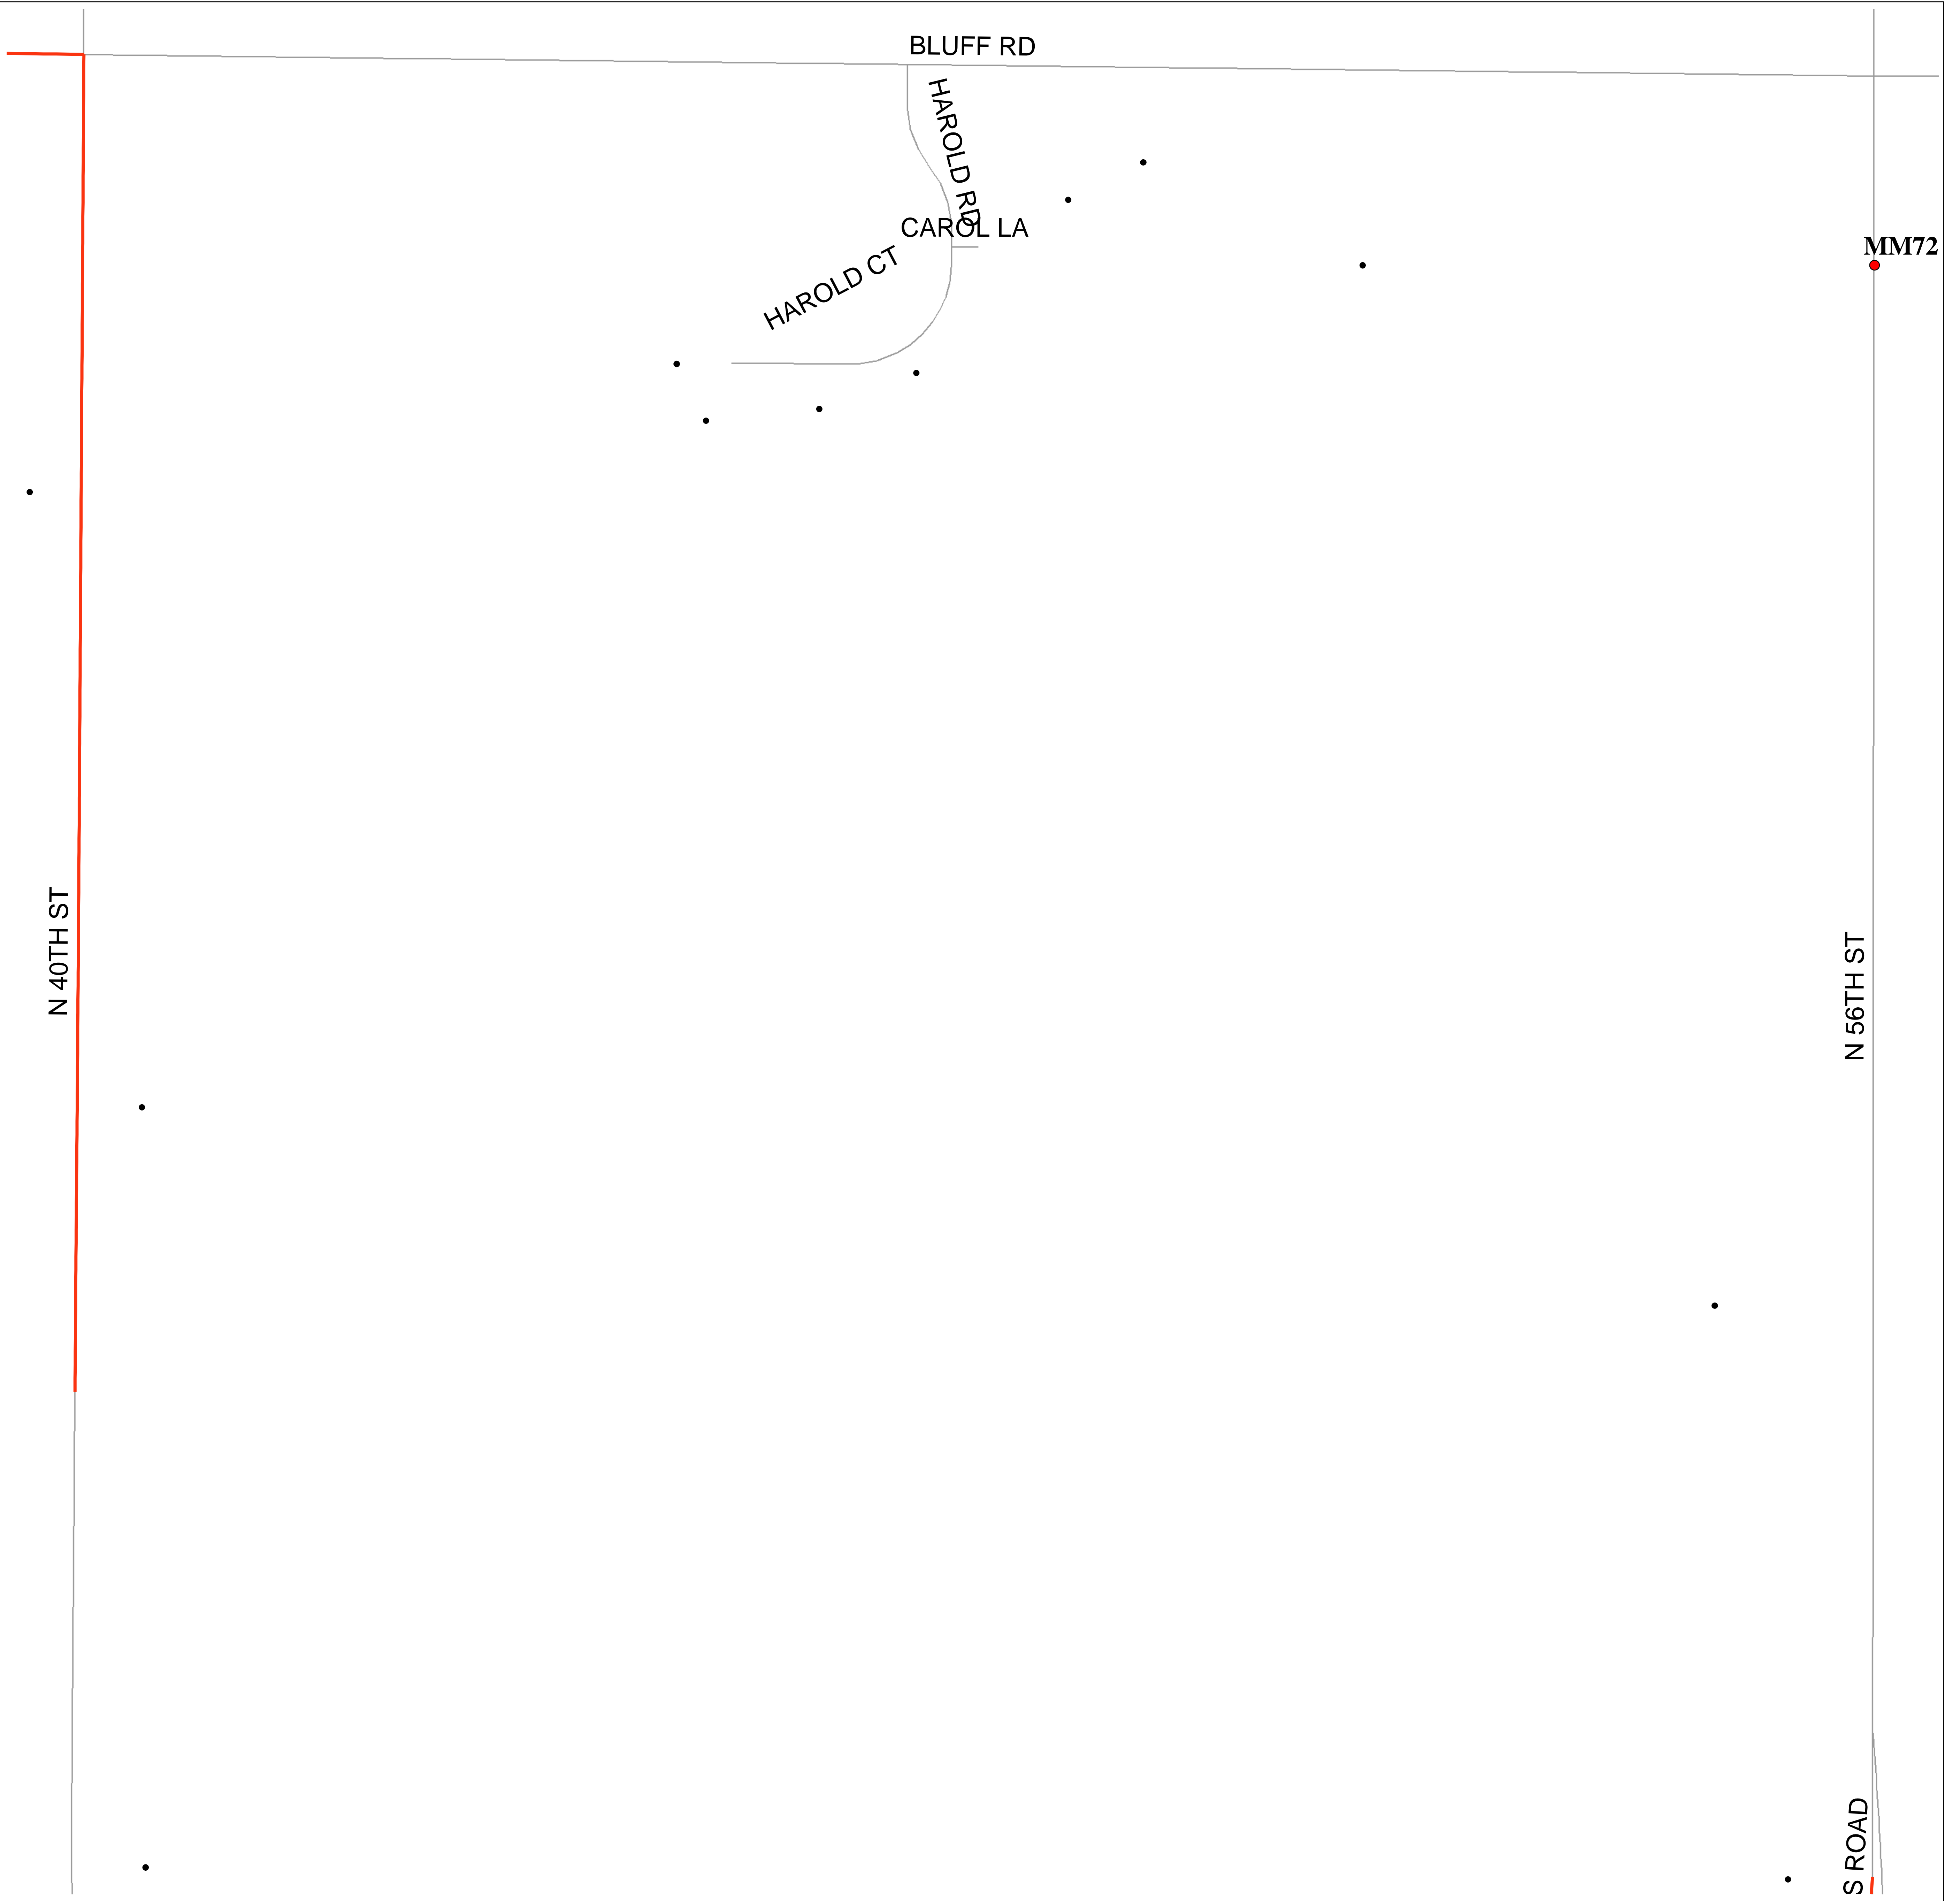 BLUFF RD
HAROLD RD
CAROL LA
MM72
HAROLD CT
N 40TH ST
N 56TH ST
S ROAD